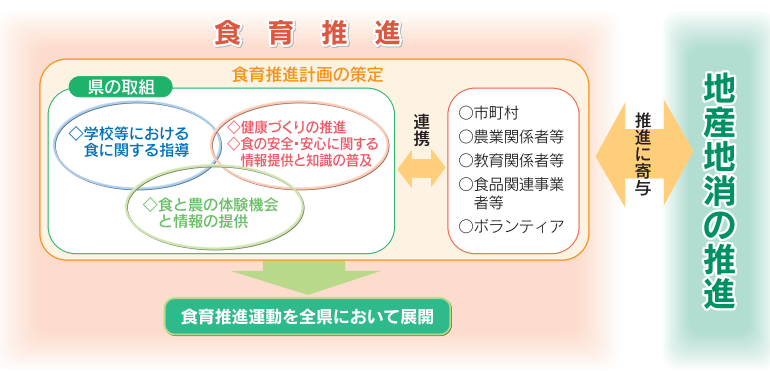 食育推進
食育推進計画の策定
県の取組
◇学校等における
食に関する指導
◇健康づくりの推進
◇食の安全・安心に関する
情報提供と知識の普及
◇食と農の体験機会
と情報の提供
連携
○市町村
○農業関係者等
○教育関係者等
○食品関連事業
者等
○ボランティア
食育推進運動を全県において展開
推進に寄与
地産地消の推進